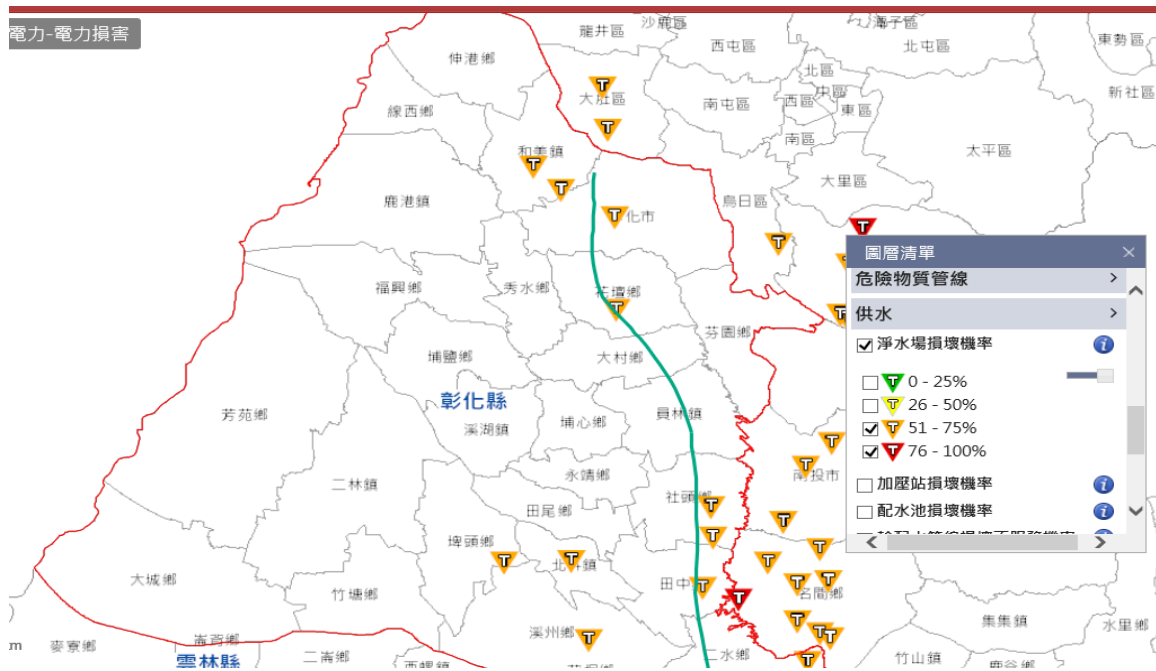 電力-電力損害
沙鹿區
潭子區
龍井區
西屯區
北屯區
東勢區
伸港鄉
北區
大肚區
線西鄉
南屯區
西區
中區
東區
新社區
南區
和美鎮
太平區
大里區
鹿港鎮
烏日區
化市
福興鄉
秀水鄉
花壇鄉
芬園鄉
埔鹽鄉
大村鄉
彰化縣
芳苑鄉
溪湖鎮
埔心鄉
員林鎮
二林鎮
永靖鄉
社頭鄉
南投市
田尾鄉
埤頭鄉
北斗鎮
大城鄉
竹塘鄉
田中
名間鄉
溪州鄉
集集鎮
水里鄉
m
麥寮鄉
崙背鄉
雲林縣
二崙鄉
西螺鎮
二水鄉
竹山鎮
鹿谷鄉
圖層清單
×
危險物質管線
>
供水
>
淨水場損壞機率
i
T 0 - 25%
T 26 - 50%
T 51 - 75%
T 76 - 100%
加壓站損壞機率
i
配水池損壞機率
i